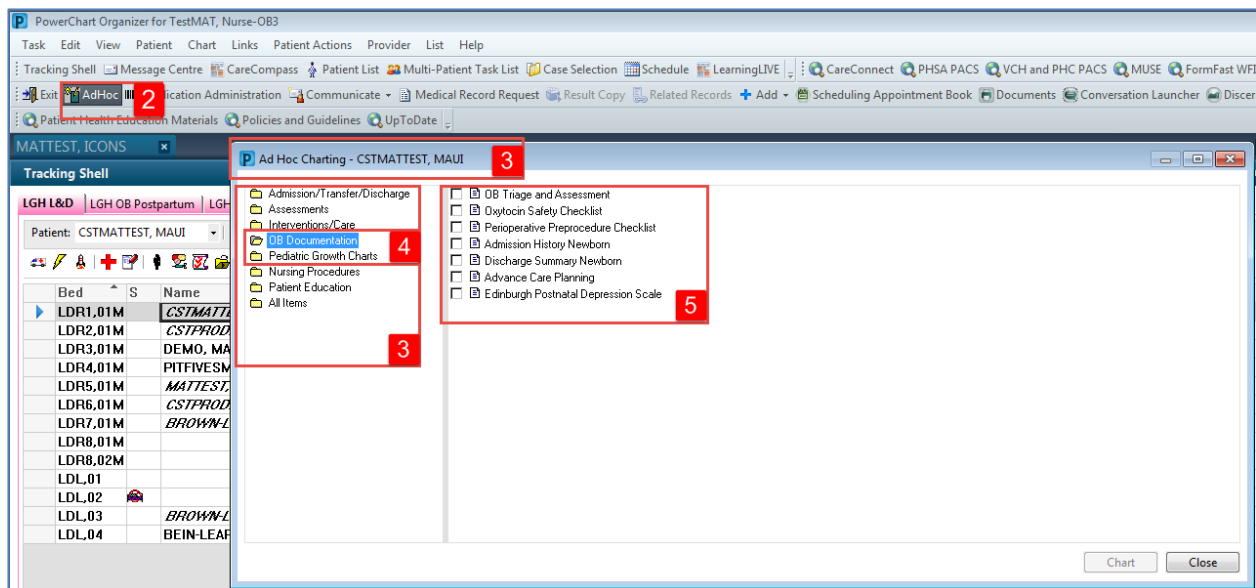 PowerChart Organizer for TestMAT, Nurse-OB3
Task Edit View Patient Chart Links Patient Actions Provider List Help
Tracking Shell Message Centre CareCompass Patient List Multi-Patient Task List Case Selection Schedule LearningLIVE CareConnect PHSA PACS VCH and PHC PACS MUSE FormFast WFI
Exit AdHoc 2 ication Administration Communicate Medical Record Request Result Copy Related Records Add Scheduling Appointment Book Documents Conversation Launcher Discer
Patient Health Education Materials Policies and Guidelines UpToDate
MATTEST, ICONS
Tracking Shell
LGH L&D LGH OB Postpartum LGH
Patient: CSTMATTEST, MAUI
Bed S Name
LDR1,01M CSTMATTE
LDR2,01M CSTPROD
LDR3,01M DEMO, MA
LDR4,01M PITFIVESM
LDR5,01M MATTEST,
LDR6,01M CSTPROD
LDR7,01M BROWN-L
LDR8,01M
LDR8,02M
LDL,01
LDL,02
LDL,03 BROWN-L
LDL,04 BEIN-LEAF
Ad Hoc Charting - CSTMATTEST, MAUI 3
Admission/Transfer/Discharge
Assessments
Interventions/Care
OB Documentation 4
Pediatric Growth Charts
Nursing Procedures
Patient Education
All Items
3
OB Triage and Assessment
Oxytocin Safety Checklist
Perioperative Preprocedure Checklist
Admission History Newborn
Discharge Summary Newborn
Advance Care Planning
Edinburgh Postnatal Depression Scale
5
Chart Close